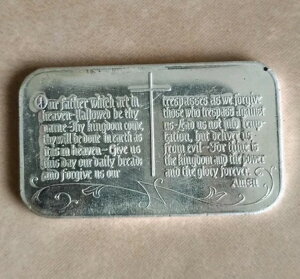 Our father which are in
heaven—Hallowed be thy
name—Thy kingdom come,
thy will be done in earth as
it is in heaven—Give us
this day our daily bread
and forgive us our
trespasses as we forgive
those who trespass against
us—Lead us not into temp-
tation, but deliver us
from evil—For thine is
the kingdom and the power
and the glory forever.
Amen